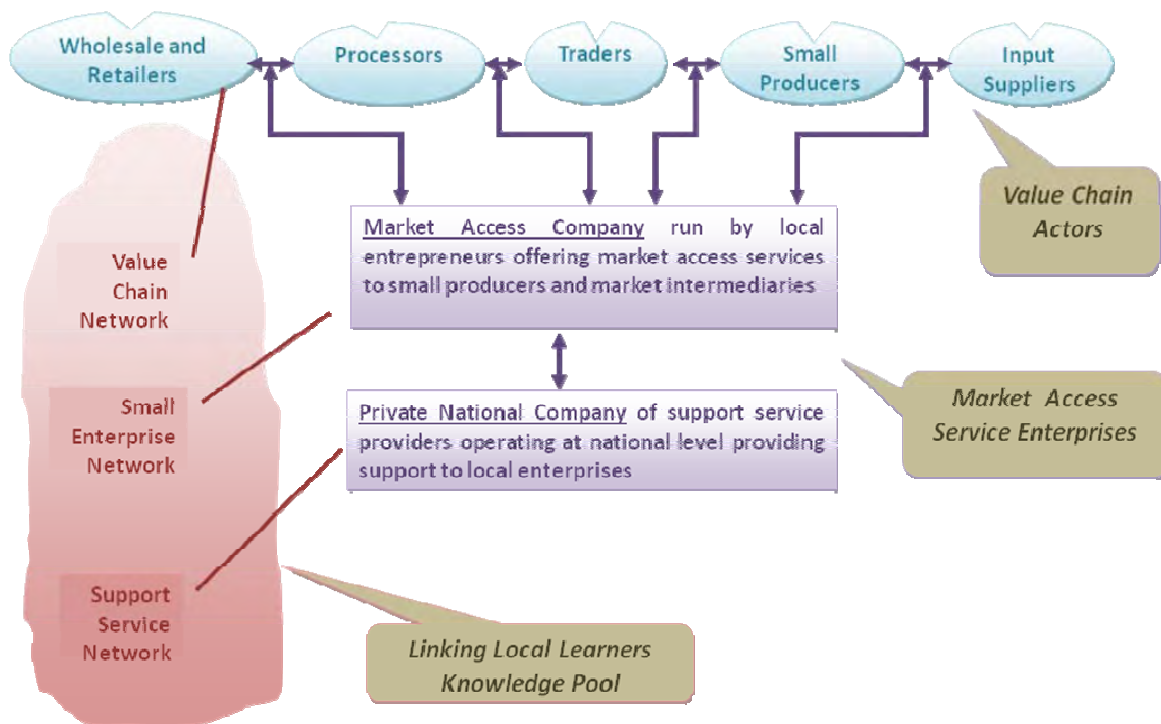 Wholesale and
Retailers
Processors
Traders
Small
Producers
Input
Suppliers
Value Chain
Actors
Market Access Company run by local
entrepreneurs offering market access services
to small producers and market intermediaries
Value
Chain
Network
Market Access
Service Enterprises
Small
Enterprise
Network
Private National Company of support service
providers operating at national level providing
support to local enterprises
Support
Service
Network
Linking Local Learners
Knowledge Pool